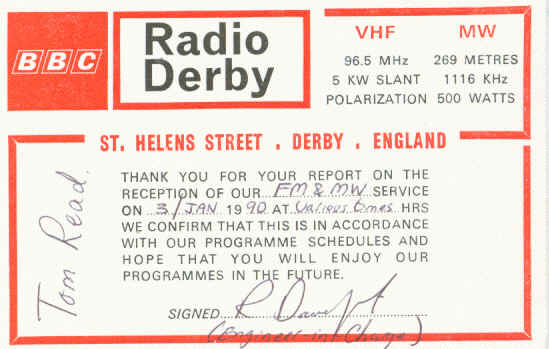 BBC
Radio
Derby
VHF
96.5 MHz
5 KW SLANT
POLARIZATION
MW
269 METRES
1116 KHz
500 WATTS
ST. HELENS STREET . DERBY . ENGLAND
Tom Read.
THANK YOU FOR YOUR REPORT ON THE
RECEPTION OF OUR FM & MW SERVICE
ON 3/JAN 1990 AT various times HRS
WE CONFIRM THAT THIS IS IN ACCORDANCE
WITH OUR PROGRAMME SCHEDULES AND
HOPE THAT YOU WILL ENJOY OUR
PROGRAMMES IN THE FUTURE.
SIGNED R
(Engineer-in-Charge)